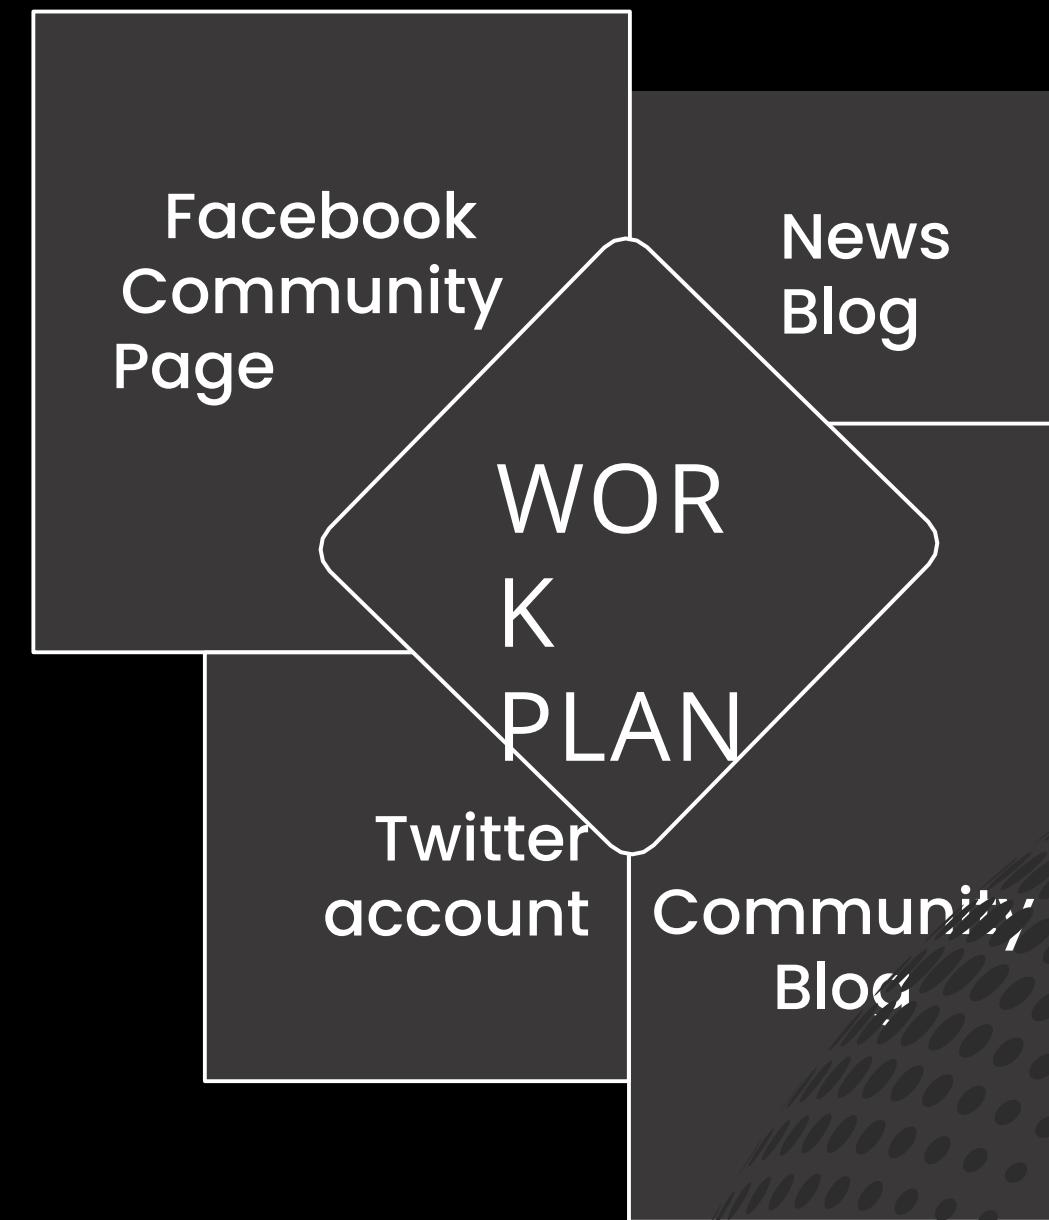 Facebook
Community
Page
News
Blog
WOR
K
PLAN
Twitter
account
Community
Blog